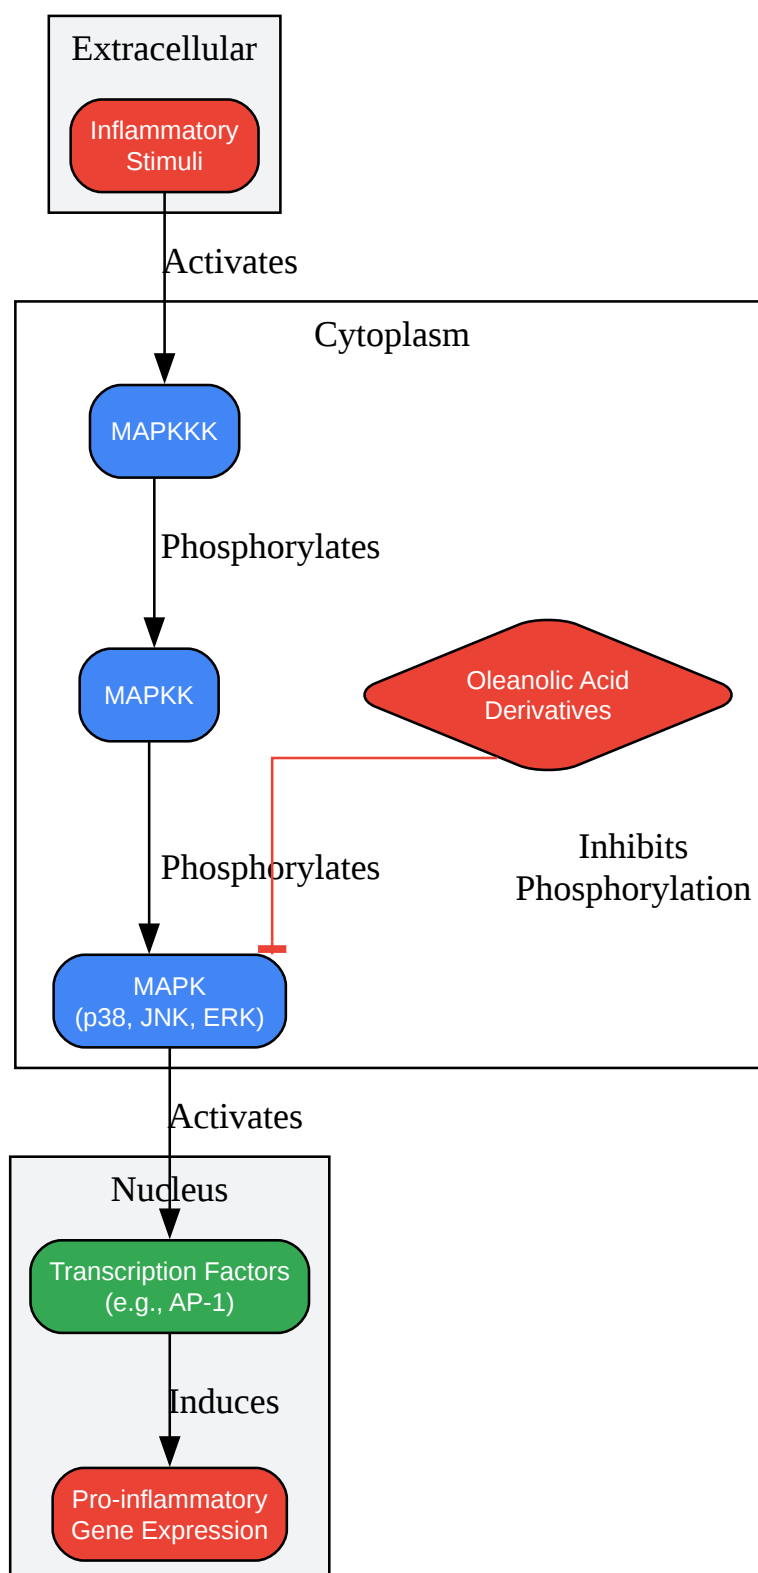 Extracellular
Inflammatory
Stimuli
Activates
Cytoplasm
MAPKKK
Phosphorylates
MAPKK
Oleanolic Acid
Derivatives
Phosphorylates
Inhibits
Phosphorylation
MAPK
(p38, JNK, ERK)
Activates
Nucleus
Transcription Factors
(e.g., AP-1)
Induces
Pro-inflammatory
Gene Expression